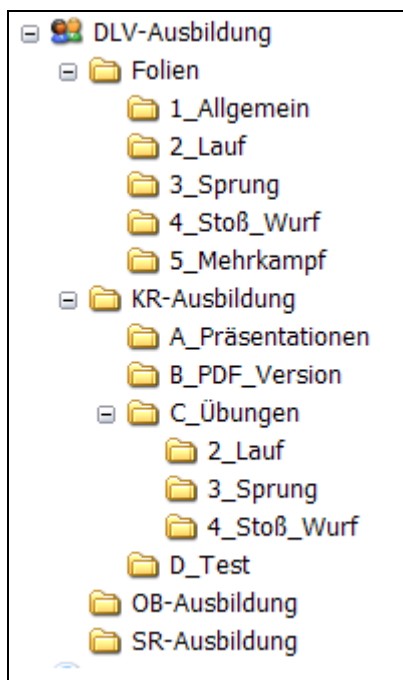 DLV-Ausbildung
Folien
1_Allgemein
2_Lauf
3_Sprung
4_Stoß_Wurf
5_Mehrkampf
KR-Ausbildung
A_Präsentationen
B_PDF_Version
C_Übungen
2_Lauf
3_Sprung
4_Stoß_Wurf
D_Test
OB-Ausbildung
SR-Ausbildung